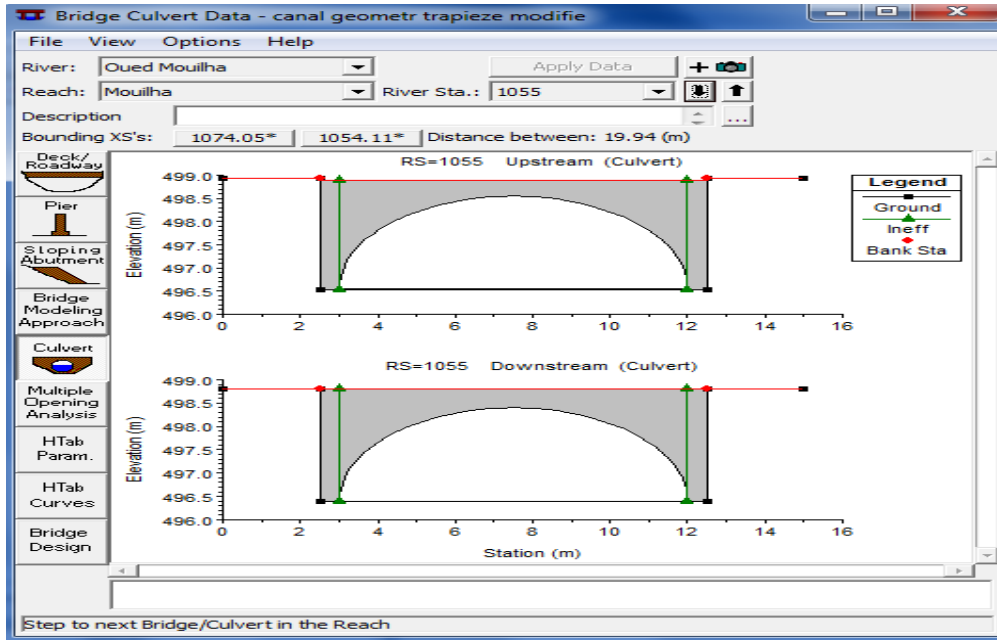 Bridge Culvert Data - canal geometr trapieze modifie
File View Options Help
River: Oued Mouilha Apply Data
Reach: Mouilha River Sta.: 1055
Description ...
Bounding XS's: 1074.05* 1054.11* Distance between: 19.94 (m)
Deck/
Roadway
Pier
Sloping
Abutment
Bridge
Modeling
Approach
Culvert
Multiple
Opening
Analysis
HTab
Param.
HTab
Curves
Bridge
Design
RS=1055 Upstream (Culvert)
Elevation (m)
499.0
498.5
498.0
497.5
497.0
496.5
496.0
0 2 4 6 8 10 12 14 16
Legend
Ground
Ineff
Bank Sta
RS=1055 Downstream (Culvert)
Elevation (m)
499.0
498.5
498.0
497.5
497.0
496.5
496.0
0 2 4 6 8 10 12 14 16
Station (m)
Step to next Bridge/Culvert in the Reach